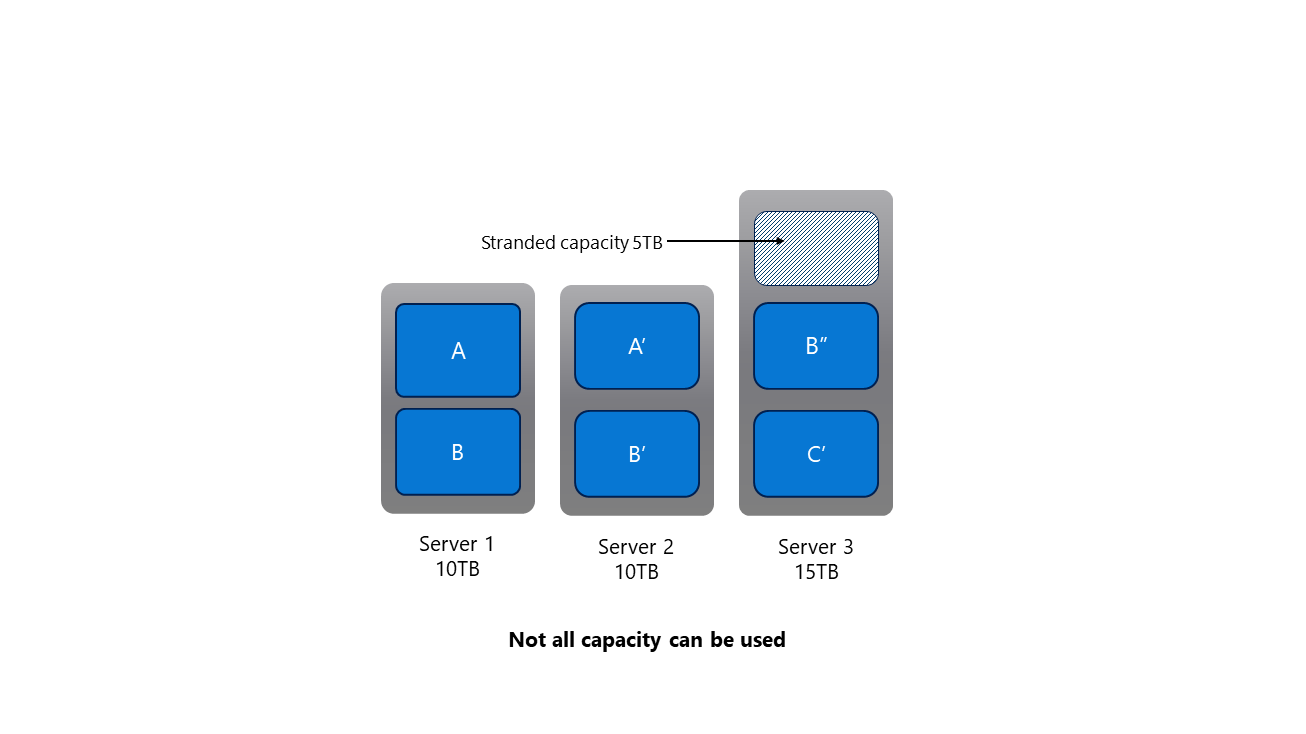 Stranded capacity 5TB
A
A′
B″
B
B′
C′
Server 1
10TB
Server 2
10TB
Server 3
15TB
Not all capacity can be used